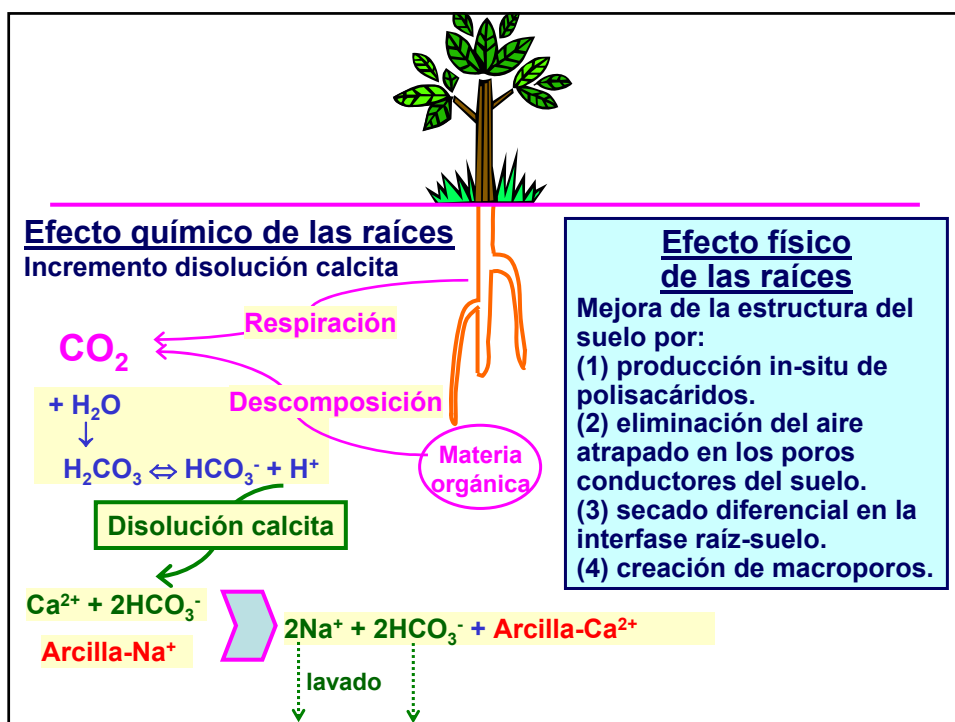 Efecto químico de las raíces
Incremento disolución calcita
Respiración
CO₂
Descomposición
+ H₂O
↓
H₂CO₃ ⇔ HCO₃⁻ + H⁺
Materia
orgánica
Disolución calcita
Ca²⁺ + 2HCO₃⁻
Arcilla-Na⁺
2Na⁺ + 2HCO₃⁻ + Arcilla-Ca²⁺
lavado
Efecto físico
de las raíces
Mejora de la estructura del
suelo por:
(1) producción in-situ de
polisacáridos.
(2) eliminación del aire
atrapado en los poros
conductores del suelo.
(3) secado diferencial en la
interfase raíz-suelo.
(4) creación de macroporos.